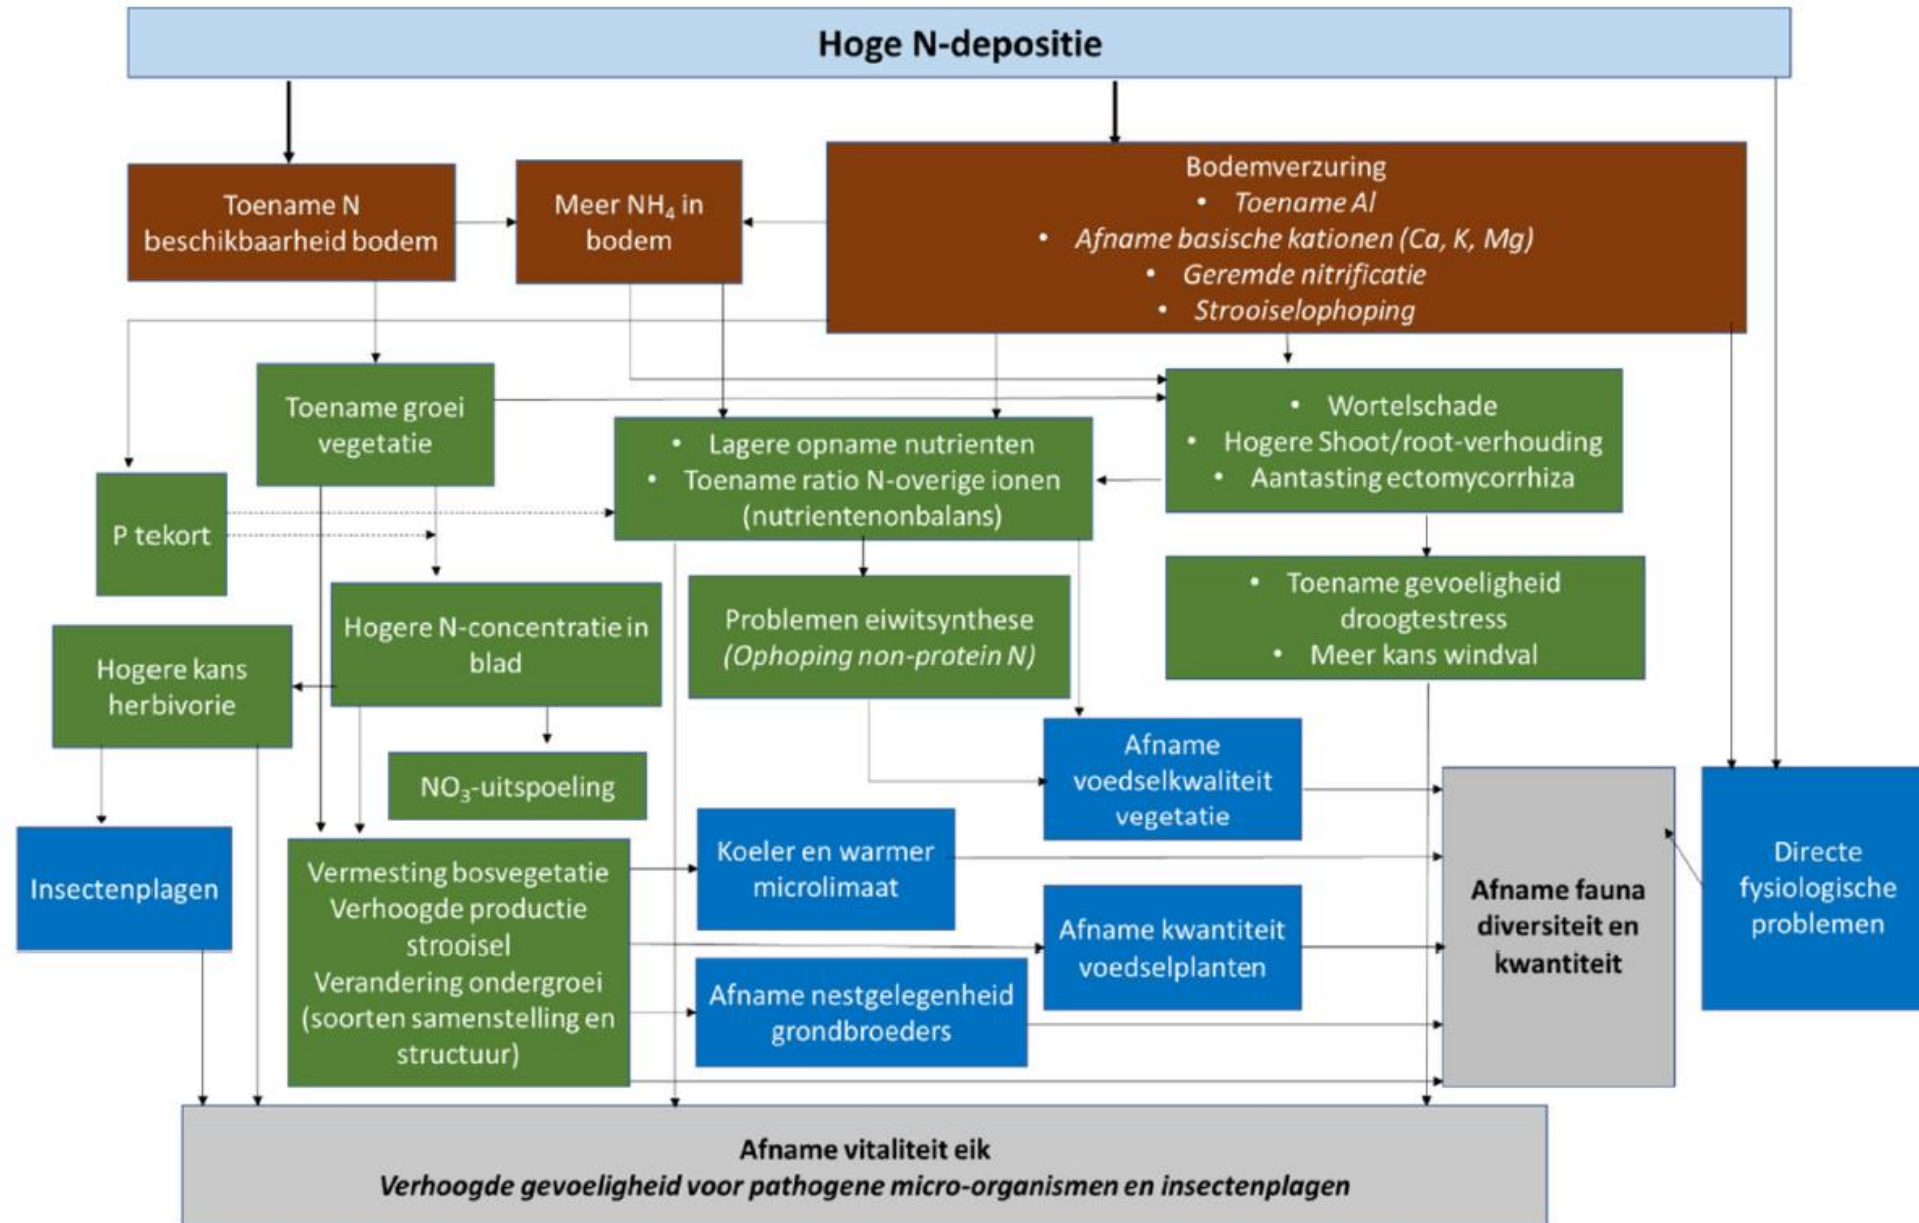 Hoge N-depositie
Toename N
beschikbaarheid bodem
Meer NH₄ in
bodem
Bodemverzuring
• Toename Al
• Afname basische kationen (Ca, K, Mg)
• Geremde nitrificatie
• Strooiselophoping
Toename groei
vegetatie
• Lagere opname nutrienten
• Toename ratio N-overige ionen
(nutrientenonbalans)
• Wortelschade
• Hogere Shoot/root-verhouding
• Aantasting ectomycorrhiza
P tekort
Hogere N-concentratie in
blad
Problemen eiwitsynthese
(Ophoping non-protein N)
• Toename gevoeligheid
droogtestress
• Meer kans windval
Hogere kans
herbivorie
NO₃-uitspoeling
Afname
voedselkwaliteit
vegetatie
Insectenplagen
Vermesting bosvegetatie
Verhoogde productie
strooisel
Verandering ondergroei
(soorten samenstelling en
structuur)
Koeler en warmer
microlimaat
Afname kwantiteit
voedselplanten
Afname nestgelegenheid
grondbroeders
Afname fauna
diversiteit en
kwantiteit
Directe
fysiologische
problemen
Afname vitaliteit eik
Verhoogde gevoeligheid voor pathogene micro-organismen en insectenplagen